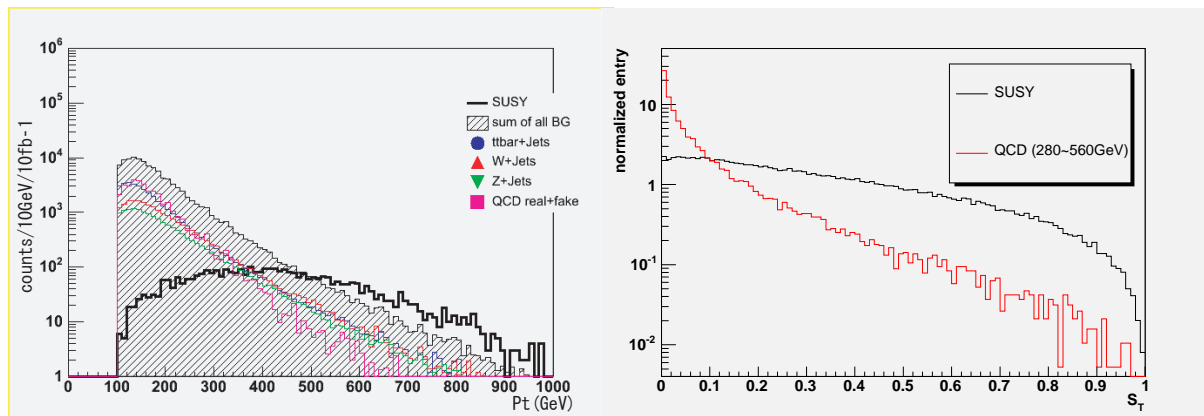 counts/10GeV/10fb-1
10^6
10^5
10^4
10^3
10^2
10
1
0 100 200 300 400 500 600 700 800 900 1000
Pt(GeV)
SUSY
sum of all BG
ttbar+Jets
W+Jets
Z+Jets
QCD real+fake
normalized entry
10
1
10^-1
10^-2
0 0.1 0.2 0.3 0.4 0.5 0.6 0.7 0.8 0.9 1
S_T
SUSY
QCD (280~560GeV)